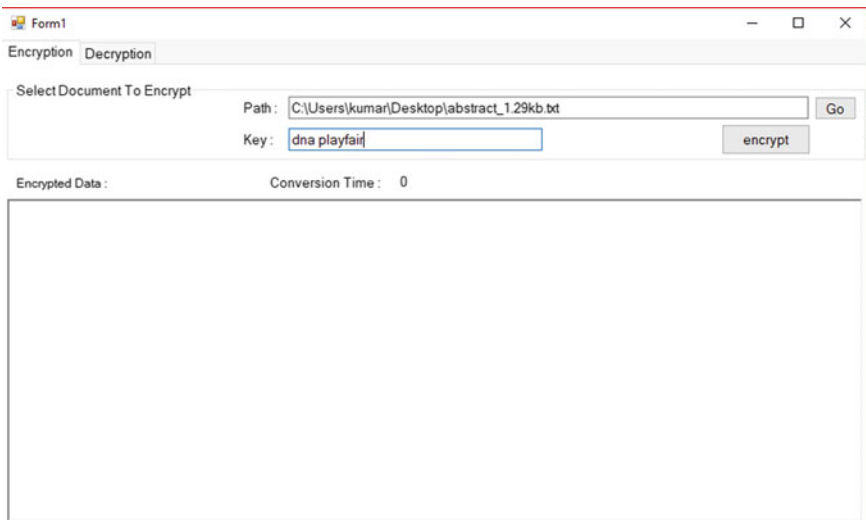 Form1
Encryption Decryption
Select Document To Encrypt
Path : C:\Users\kumar\Desktop\abstract_1.29kb.txt Go
Key : dna playfair encrypt
Encrypted Data : Conversion Time : 0